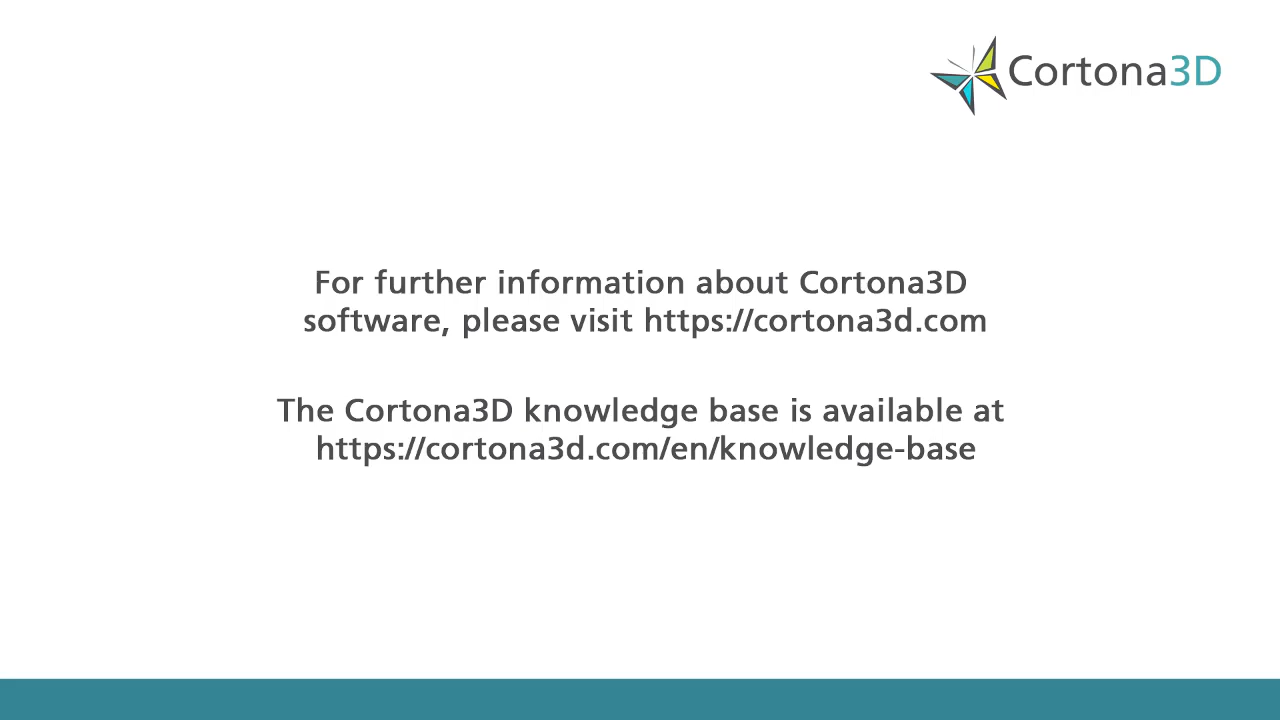 Cortona3D
For further information about Cortona3D
software, please visit https://cortona3d.com
The Cortona3D knowledge base is available at
https://cortona3d.com/en/knowledge-base